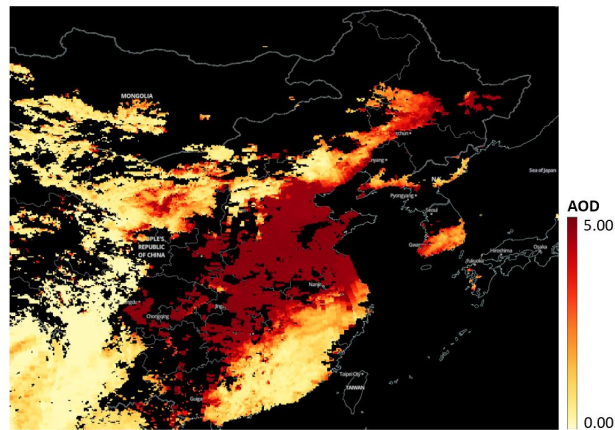 MONGOLIA
Sea of Japan
Pyongyang
Seoul
AOD
5.00
PEOPLE'S
REPUBLIC
OF CHINA
Hiroshima
Osaka
Fukuoka
Nanji
Chongqing
Taipei City
TAIWAN
0.00